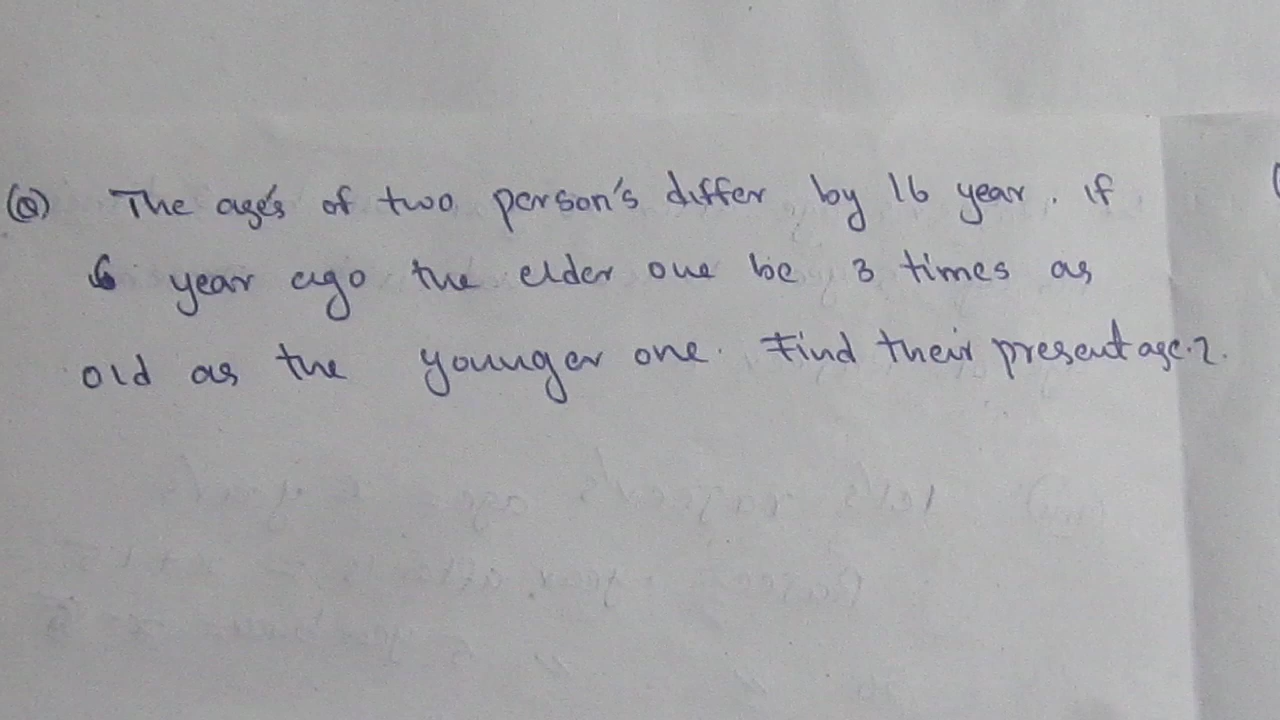 (Q) The age's of two person's differ by 16 year. if
6 year ago the elder one be 3 times as
old as the younger one. Find their present age.?.